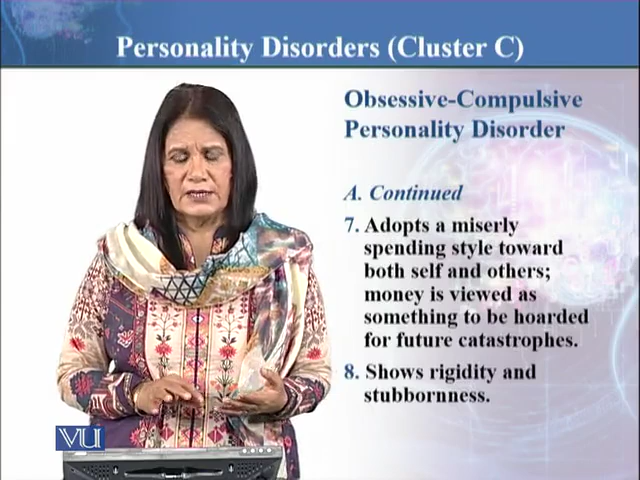 Personality Disorders (Cluster C)
Obsessive-Compulsive
Personality Disorder
A. Continued
7. Adopts a miserly
spending style toward
both self and others;
money is viewed as
something to be hoarded
for future catastrophes.
8. Shows rigidity and
stubbornness.
VU